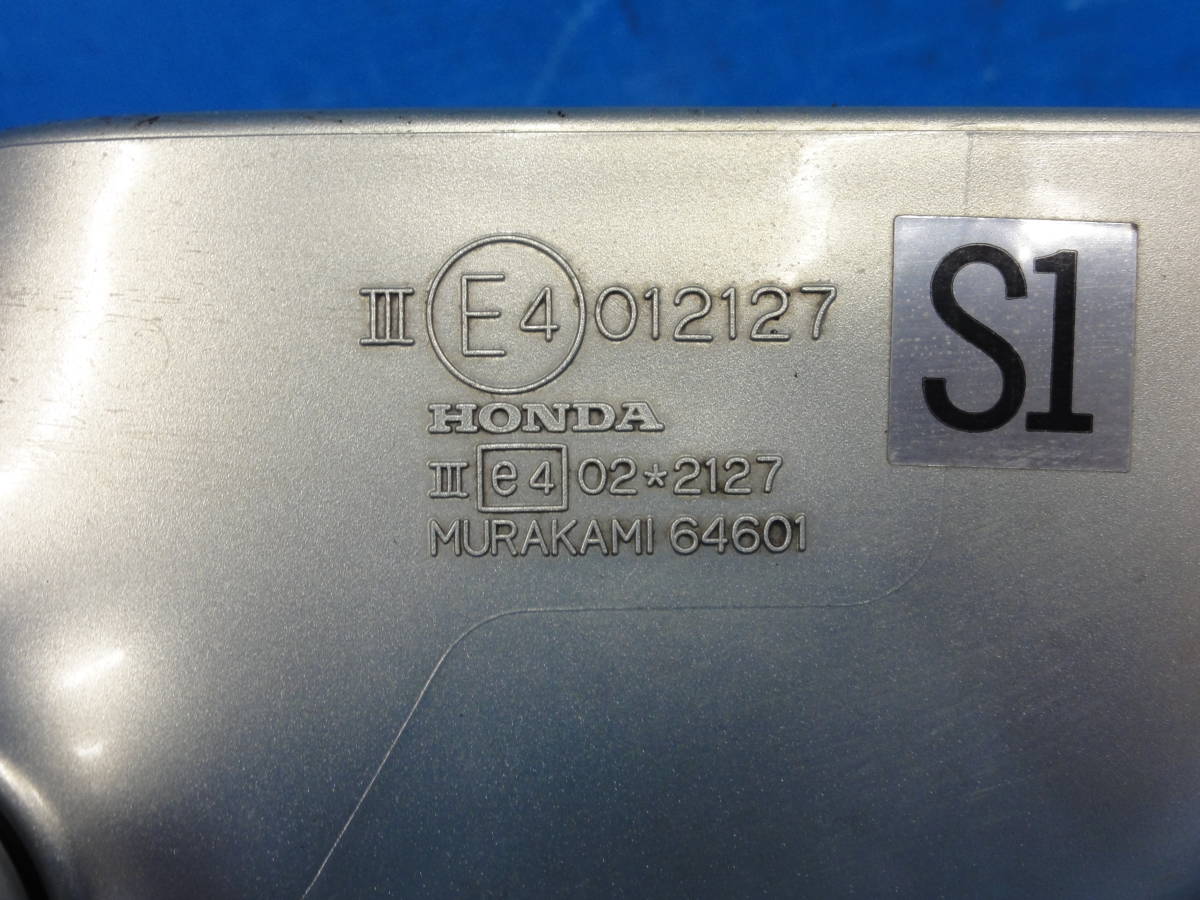 III E4 012127
HONDA
III e4 02*2127
MURAKAMI 64601
S1